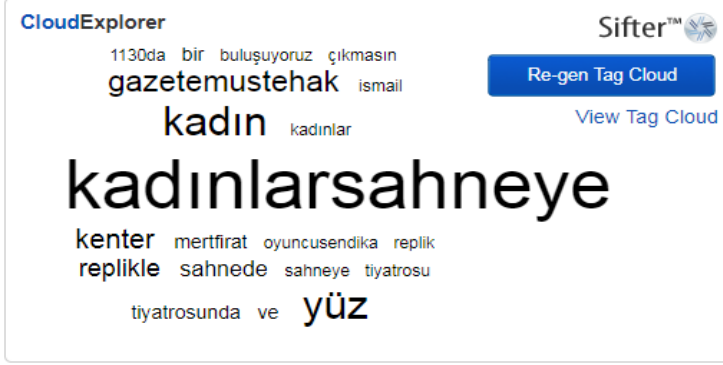 CloudExplorer
Sifter™
1130da bir buluşuyoruz çıkmasın
Re-gen Tag Cloud
gazetemustehak ismail
kadın kadınlar
View Tag Cloud
kadınlarsahneye
kenter mertfirat oyuncusendika replik
replikle sahnede sahneye tiyatrosu
tiyatrosunda ve yüz